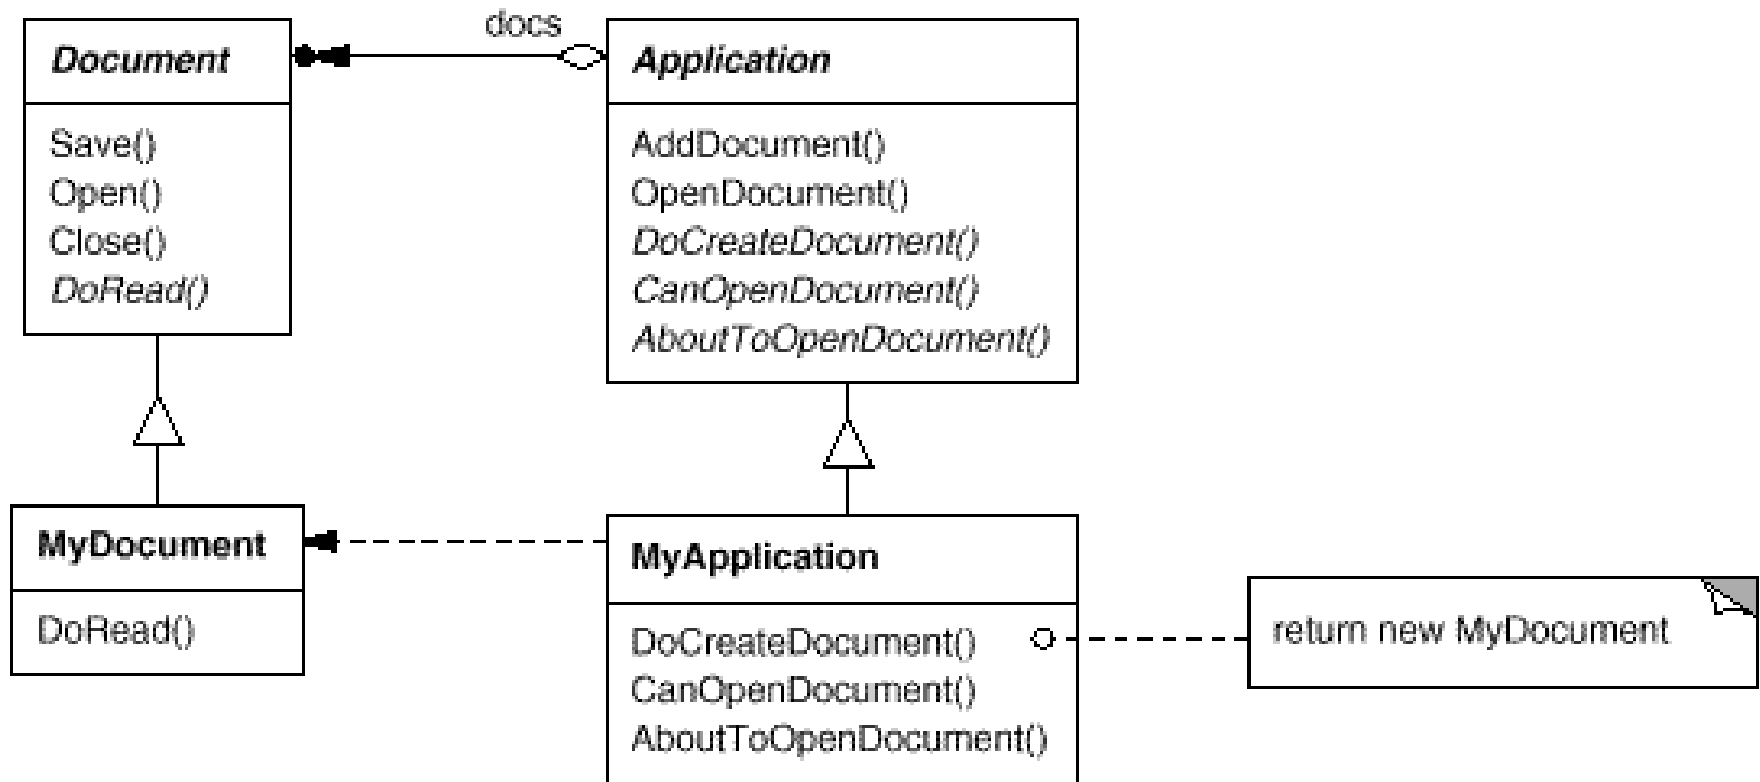 docs
Document
Save()
Open()
Close()
DoRead()
Application
AddDocument()
OpenDocument()
DoCreateDocument()
CanOpenDocument()
AboutToOpenDocument()
MyDocument
DoRead()
MyApplication
DoCreateDocument()
CanOpenDocument()
AboutToOpenDocument()
return new MyDocument